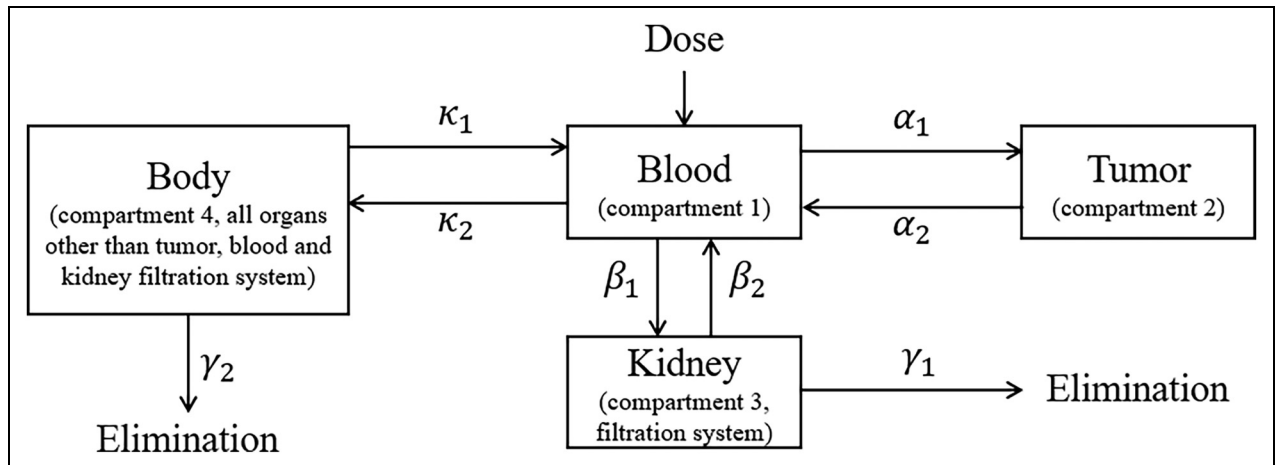 Dose
κ1
α1
Body
(compartment 4, all organs
other than tumor, blood and
kidney filtration system)
Blood
(compartment 1)
Tumor
(compartment 2)
κ2
α2
β1
β2
γ2
Kidney
(compartment 3,
filtration system)
γ1
Elimination
Elimination